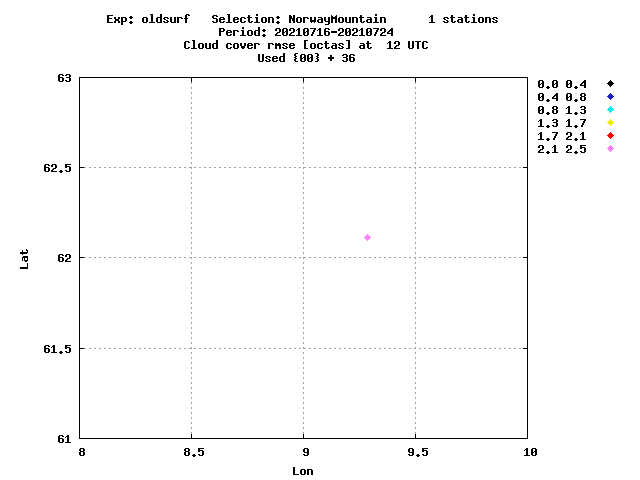 Exp: oldsurf   Selection: NorwayMountain      1 stations
Period: 20210716-20210724
Cloud cover rmse [octas] at  12 UTC
Used {00} + 36
0.0 0.4
0.4 0.8
0.8 1.3
1.3 1.7
1.7 2.1
2.1 2.5
63
62.5
62
61.5
61
Lat
8
8.5
9
9.5
10
Lon